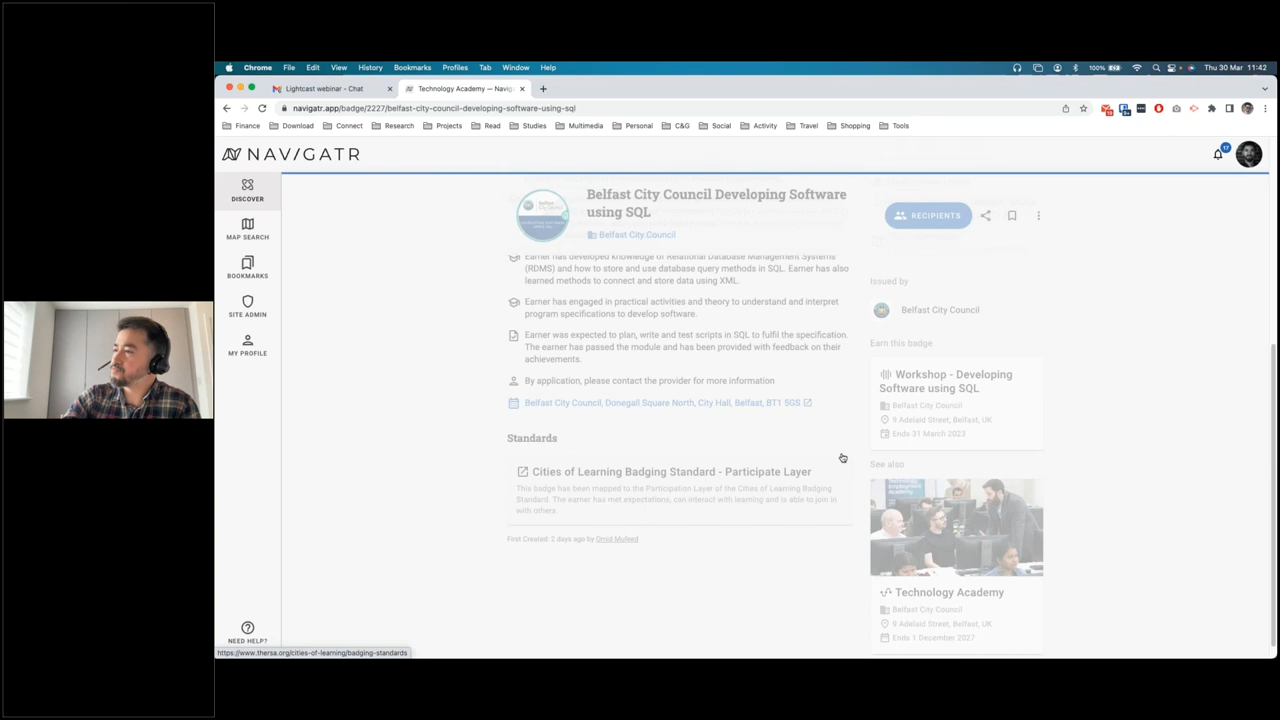 Chrome File Edit View History Bookmarks Profiles Tab Window Help 100% Thu 30 Mar 11:42
Lightcast webinar - Chat
Technology Academy — Navig
navigatr.app/badge/2227/belfast-city-council-developing-software-using-sql
Finance Download Connect Research Projects Read Studies Multimedia Personal C&G Social Activity Travel Shopping Tools
NAVIGATR
17
DISCOVER
MAP SEARCH
BOOKMARKS
SITE ADMIN
MY PROFILE
NEED HELP?
Belfast City Council Developing Software
using SQL
Belfast City Council
RECIPIENTS
Earner has developed knowledge of Relational Database Management Systems
(RDMS) and how to store and use database query methods in SQL. Earner has also
learned methods to connect and store data using XML.
Earner has engaged in practical activities and theory to understand and interpret
program specifications to develop software.
Earner was expected to plan, write and test scripts in SQL to fulfil the specification.
The earner has passed the module and has been provided with feedback on their
achievements.
By application, please contact the provider for more information
Belfast City Council, Donegall Square North, City Hall, Belfast, BT1 5GS
Standards
Cities of Learning Badging Standard - Participate Layer
This badge has been mapped to the Participation Layer of the Cities of Learning Badging
Standard. The earner has met expectations, can interact with learning and is able to join in
with others.
First Created: 2 days ago by Omid Mufeed
Issued by
Belfast City Council
Earn this badge
Workshop - Developing
Software using SQL
Belfast City Council
9 Adelaid Street, Belfast, UK
Ends 31 March 2023
See also
Technology Academy
Belfast City Council
9 Adelaid Street, Belfast, UK
Ends 1 December 2027
https://www.thersa.org/cities-of-learning/badging-standards